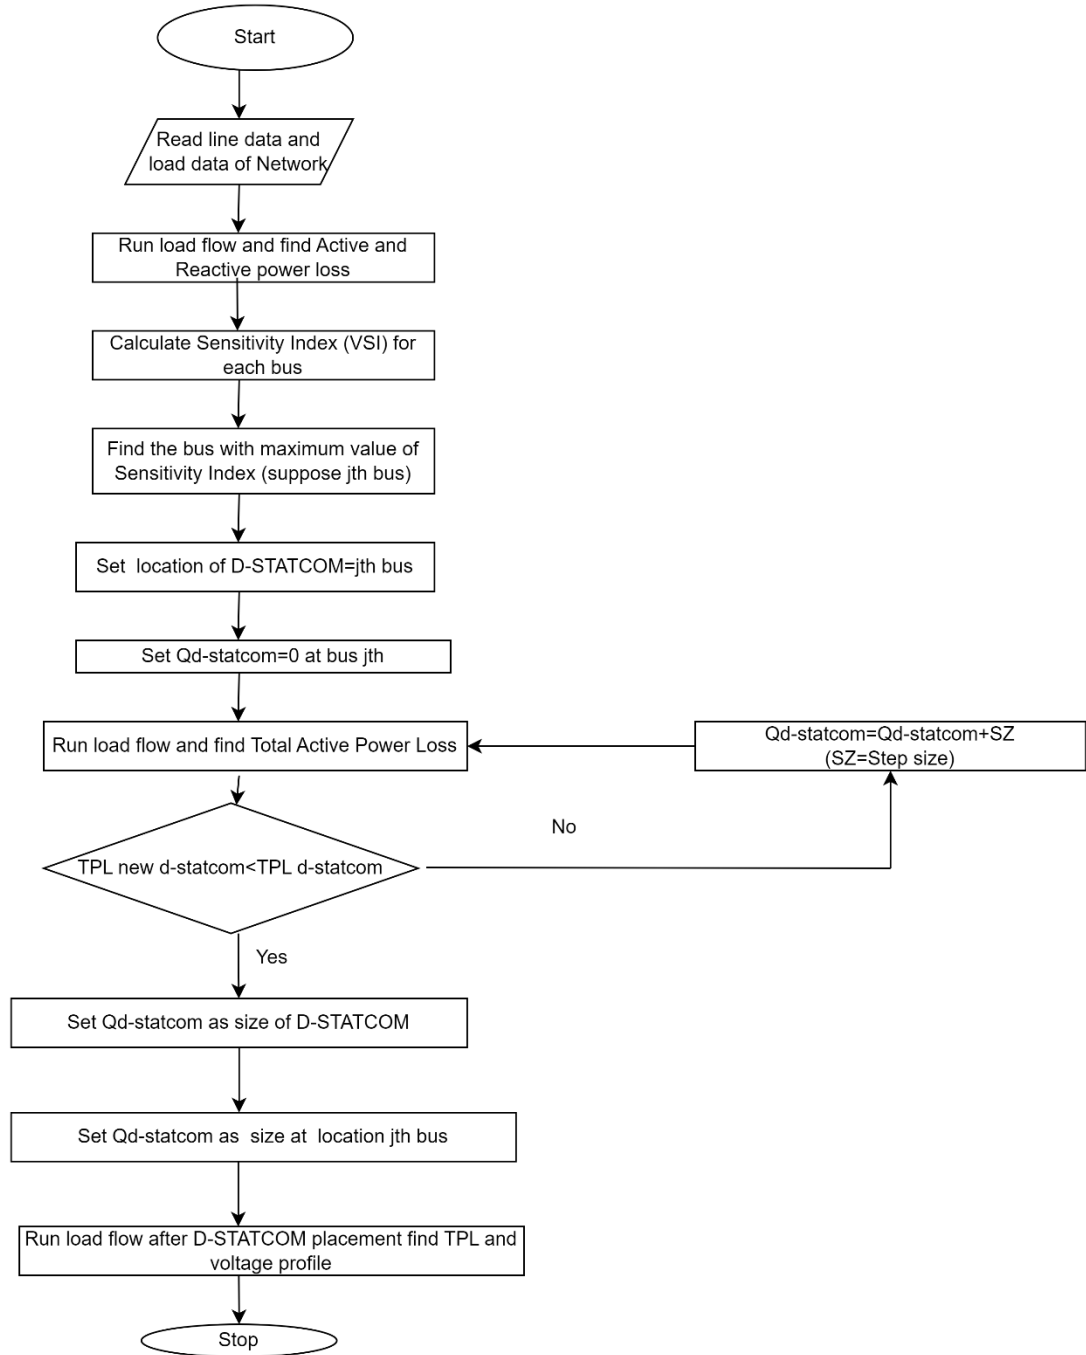 Start
Read line data and
load data of Network
Run load flow and find Active and
Reactive power loss
Calculate Sensitivity Index (VSI) for
each bus
Find the bus with maximum value of
Sensitivity Index (suppose jth bus)
Set location of D-STATCOM=jth bus
Set Qd-statcom=0 at bus jth
Run load flow and find Total Active Power Loss
Qd-statcom=Qd-statcom+SZ
(SZ=Step size)
No
TPL new d-statcom<TPL d-statcom
Yes
Set Qd-statcom as size of D-STATCOM
Set Qd-statcom as size at location jth bus
Run load flow after D-STATCOM placement find TPL and
voltage profile
Stop